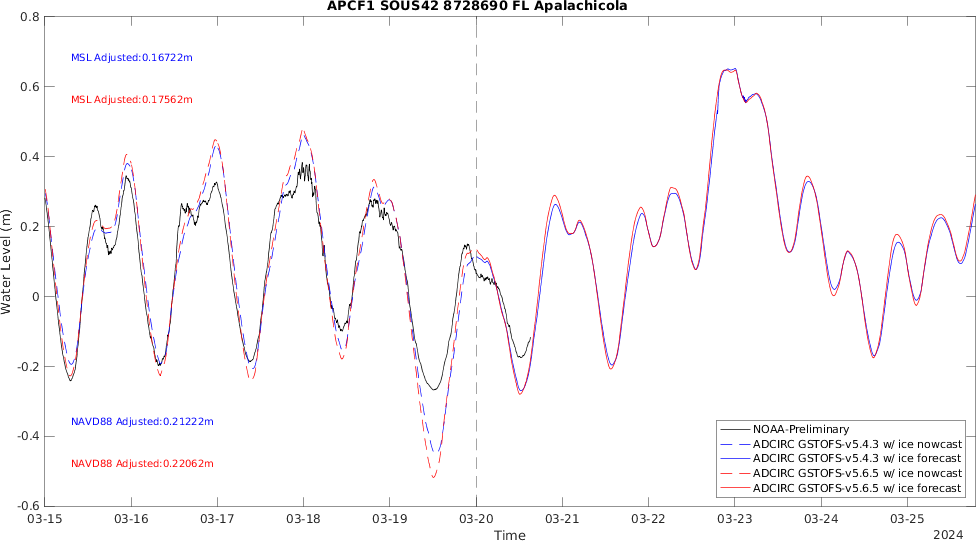 APCF1 SOUS42 8728690 FL Apalachicola
0.8
0.6
0.4
0.2
0
-0.2
-0.4
-0.6
Water Level (m)
MSL Adjusted:0.16722m
MSL Adjusted:0.17562m
NAVD88 Adjusted:0.21222m
NAVD88 Adjusted:0.22062m
NOAA-Preliminary
ADCIRC GSTOFS-v5.4.3 w/ ice nowcast
ADCIRC GSTOFS-v5.4.3 w/ ice forecast
ADCIRC GSTOFS-v5.6.5 w/ ice nowcast
ADCIRC GSTOFS-v5.6.5 w/ ice forecast
03-15 03-16 03-17 03-18 03-19 03-20 03-21 03-22 03-23 03-24 03-25
Time
2024